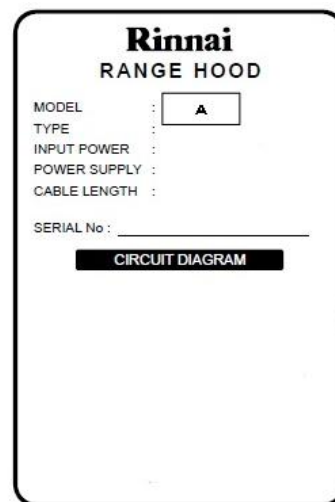 Rinnai
RANGE HOOD
MODEL : A
TYPE :
INPUT POWER :
POWER SUPPLY :
CABLE LENGTH :
SERIAL No :
CIRCUIT DIAGRAM